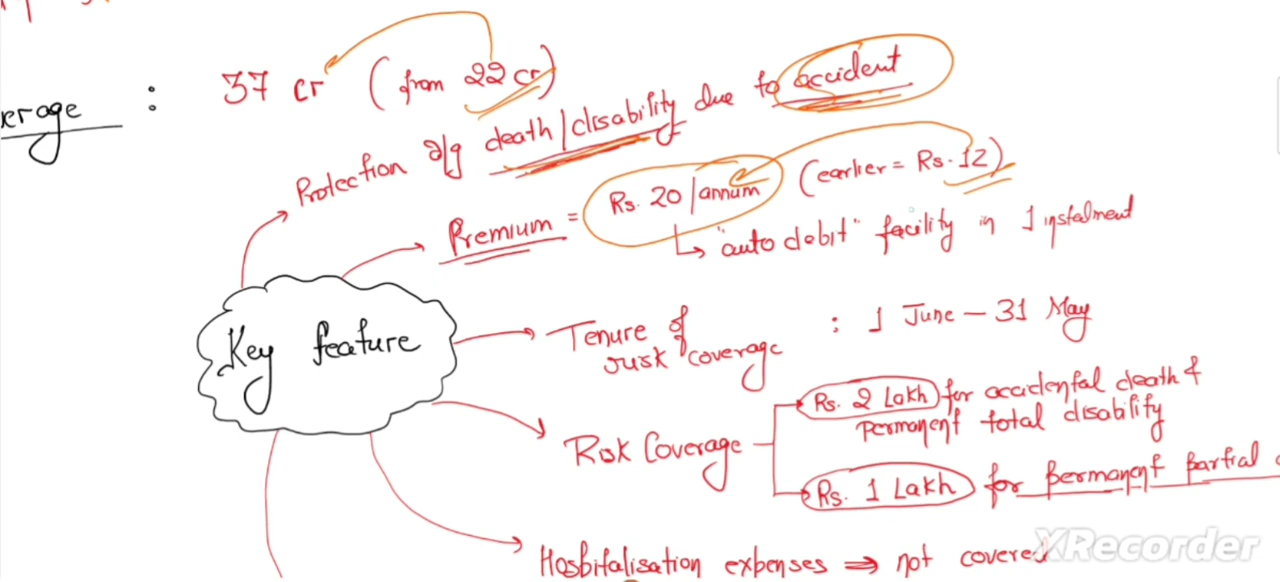 erage : 37 cr (from 22 cr)
Protection a/g death/disability due to accident
Premium = Rs. 20/annum (earlier = Rs. 12)
"auto debit" facility in 1 instalment
Key feature
Tenure of risk coverage : 1 June – 31 May
Risk Coverage
Rs. 2 Lakh for accidental death &
permanent total disability
Rs. 1 Lakh for permanent partial
Hospitalisation expenses ⇒ not covered
XRecorder